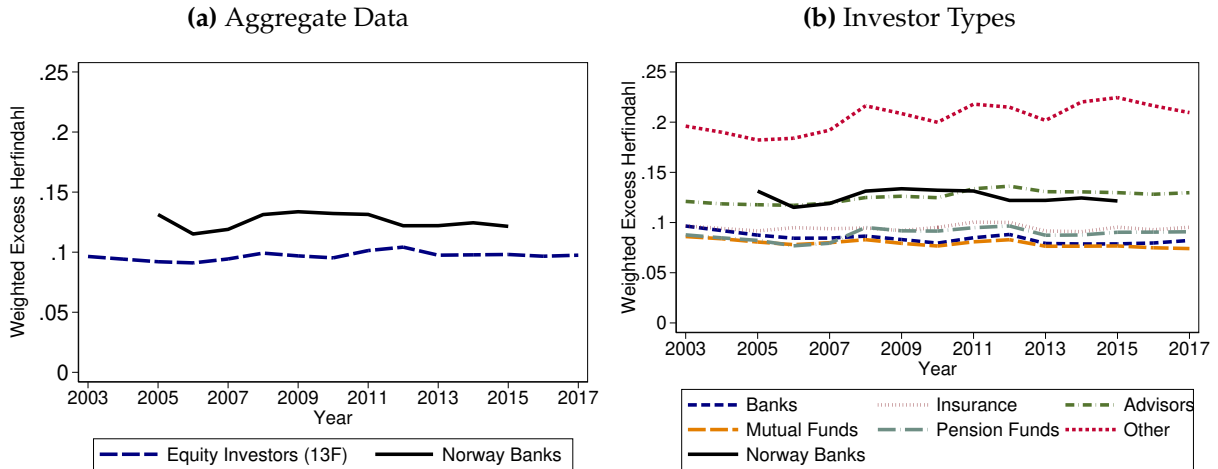 (a) Aggregate Data
Weighted Excess Herfindahl
.25
.2
.15
.1
.05
0
2003 2005 2007 2009 2011 2013 2015 2017
Year
Equity Investors (13F) Norway Banks
(b) Investor Types
Weighted Excess Herfindahl
.25
.2
.15
.1
.05
0
2003 2005 2007 2009 2011 2013 2015 2017
Year
Banks Insurance Advisors
Mutual Funds Pension Funds Other
Norway Banks